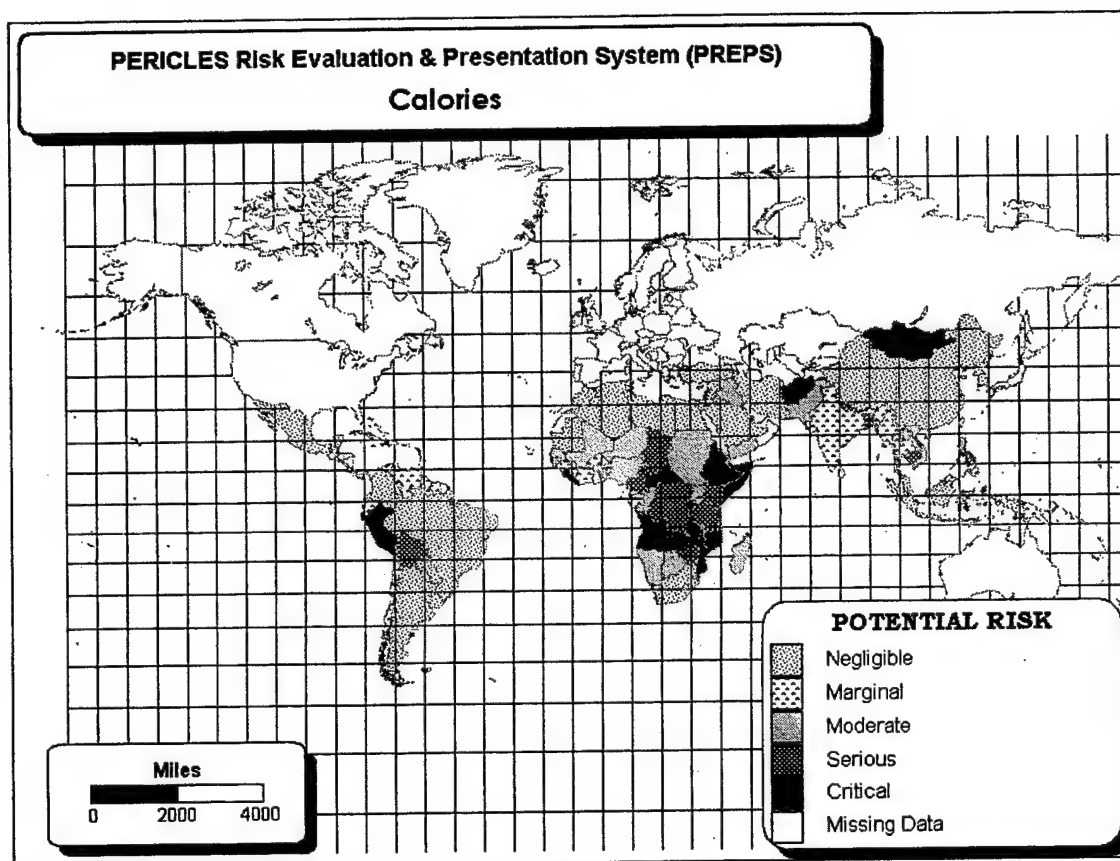 PERICLES Risk Evaluation & Presentation System (PREPS)
Calories
POTENTIAL RISK
Negligible
Marginal
Moderate
Serious
Critical
Missing Data
Miles
0 2000 4000